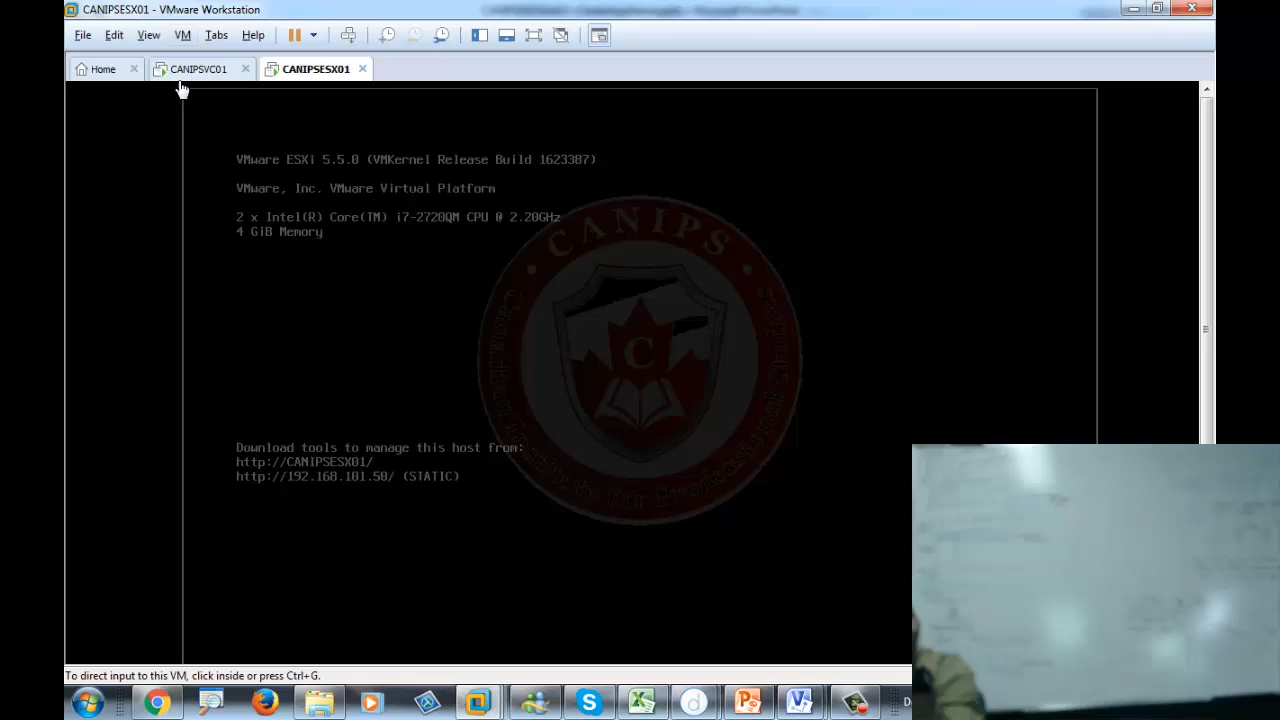 CANIPSESX01 - VMware Workstation
File Edit View VM Tabs Help
Home CANIPSVC01 CANIPSESX01
VMware ESXi 5.5.0 (VMKernel Release Build 1623387)
VMware, Inc. VMware Virtual Platform
2 x Intel(R) Core(TM) i7-2720QM CPU @ 2.20GHz
4 GiB Memory
CANIPS
C
Download tools to manage this host from:
http://CANIPSESX01/
http://192.168.101.50/ (STATIC)
To direct input to this VM, click inside or press Ctrl+G.